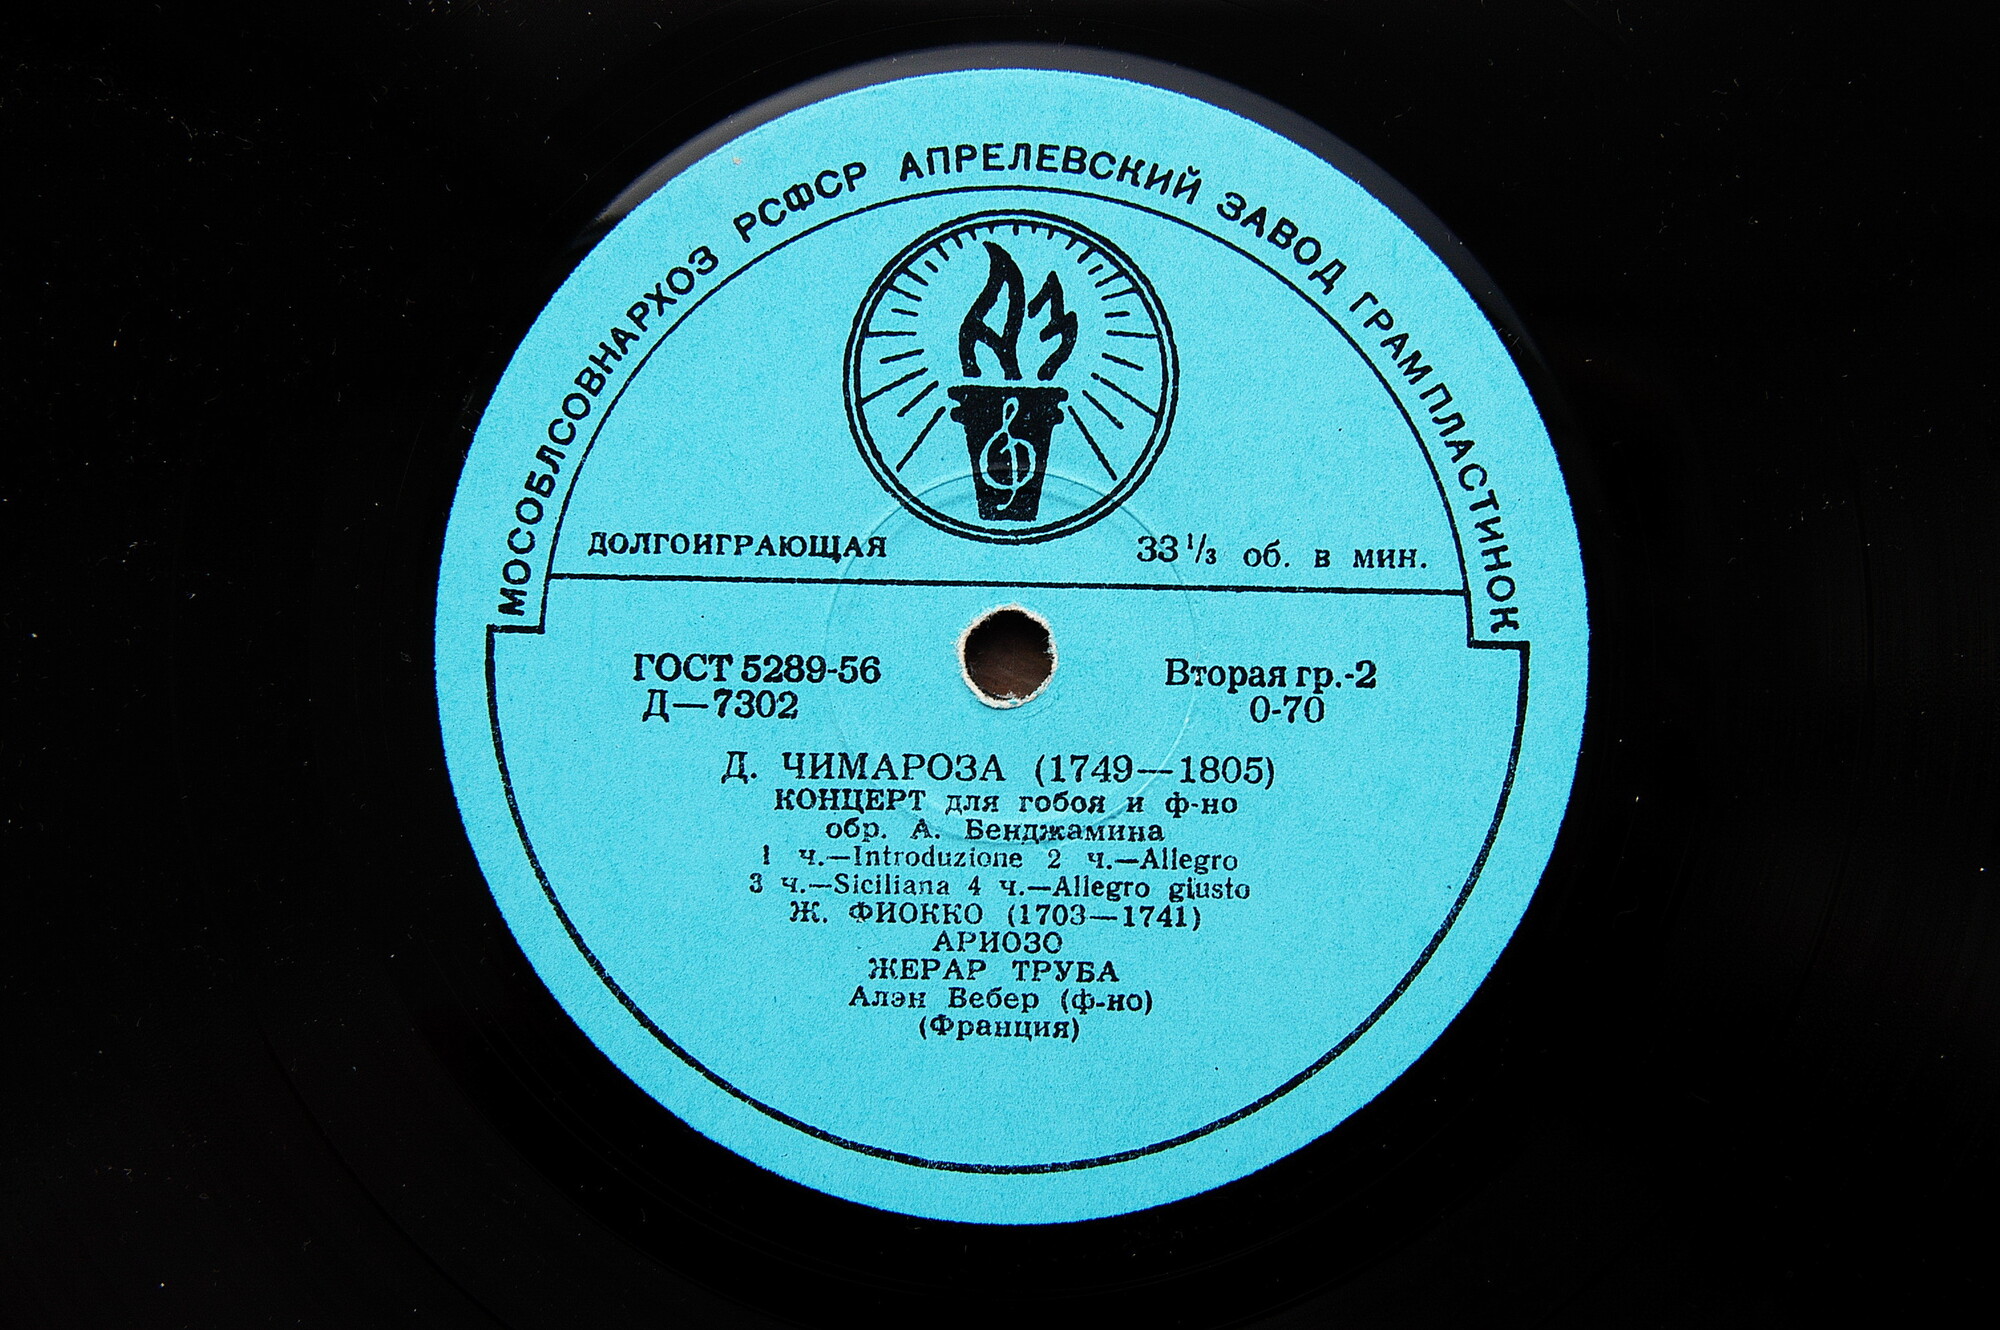 МОСОБЛСОВНАРХОЗ РСФСР АПРЕЛЕВСКИЙ ЗАВОД ГРАМПЛАСТИНОК
АЗ
ДОЛГОИГРАЮЩАЯ 33 1/3 об. в мин.
ГОСТ 5289-56 Вторая гр.-2
Д—7302 0-70
Д. ЧИМАРОЗА (1749—1805)
КОНЦЕРТ для гобоя и ф-но
обр. А. Бенджамина
1 ч.—Introduzione 2 ч.—Allegro
3 ч.—Siciliana 4 ч.—Allegro giusto
Ж. ФИОККО (1703—1741)
АРИОЗО
ЖЕРАР ТРУБА
Алэн Вебер (ф-но)
(Франция)